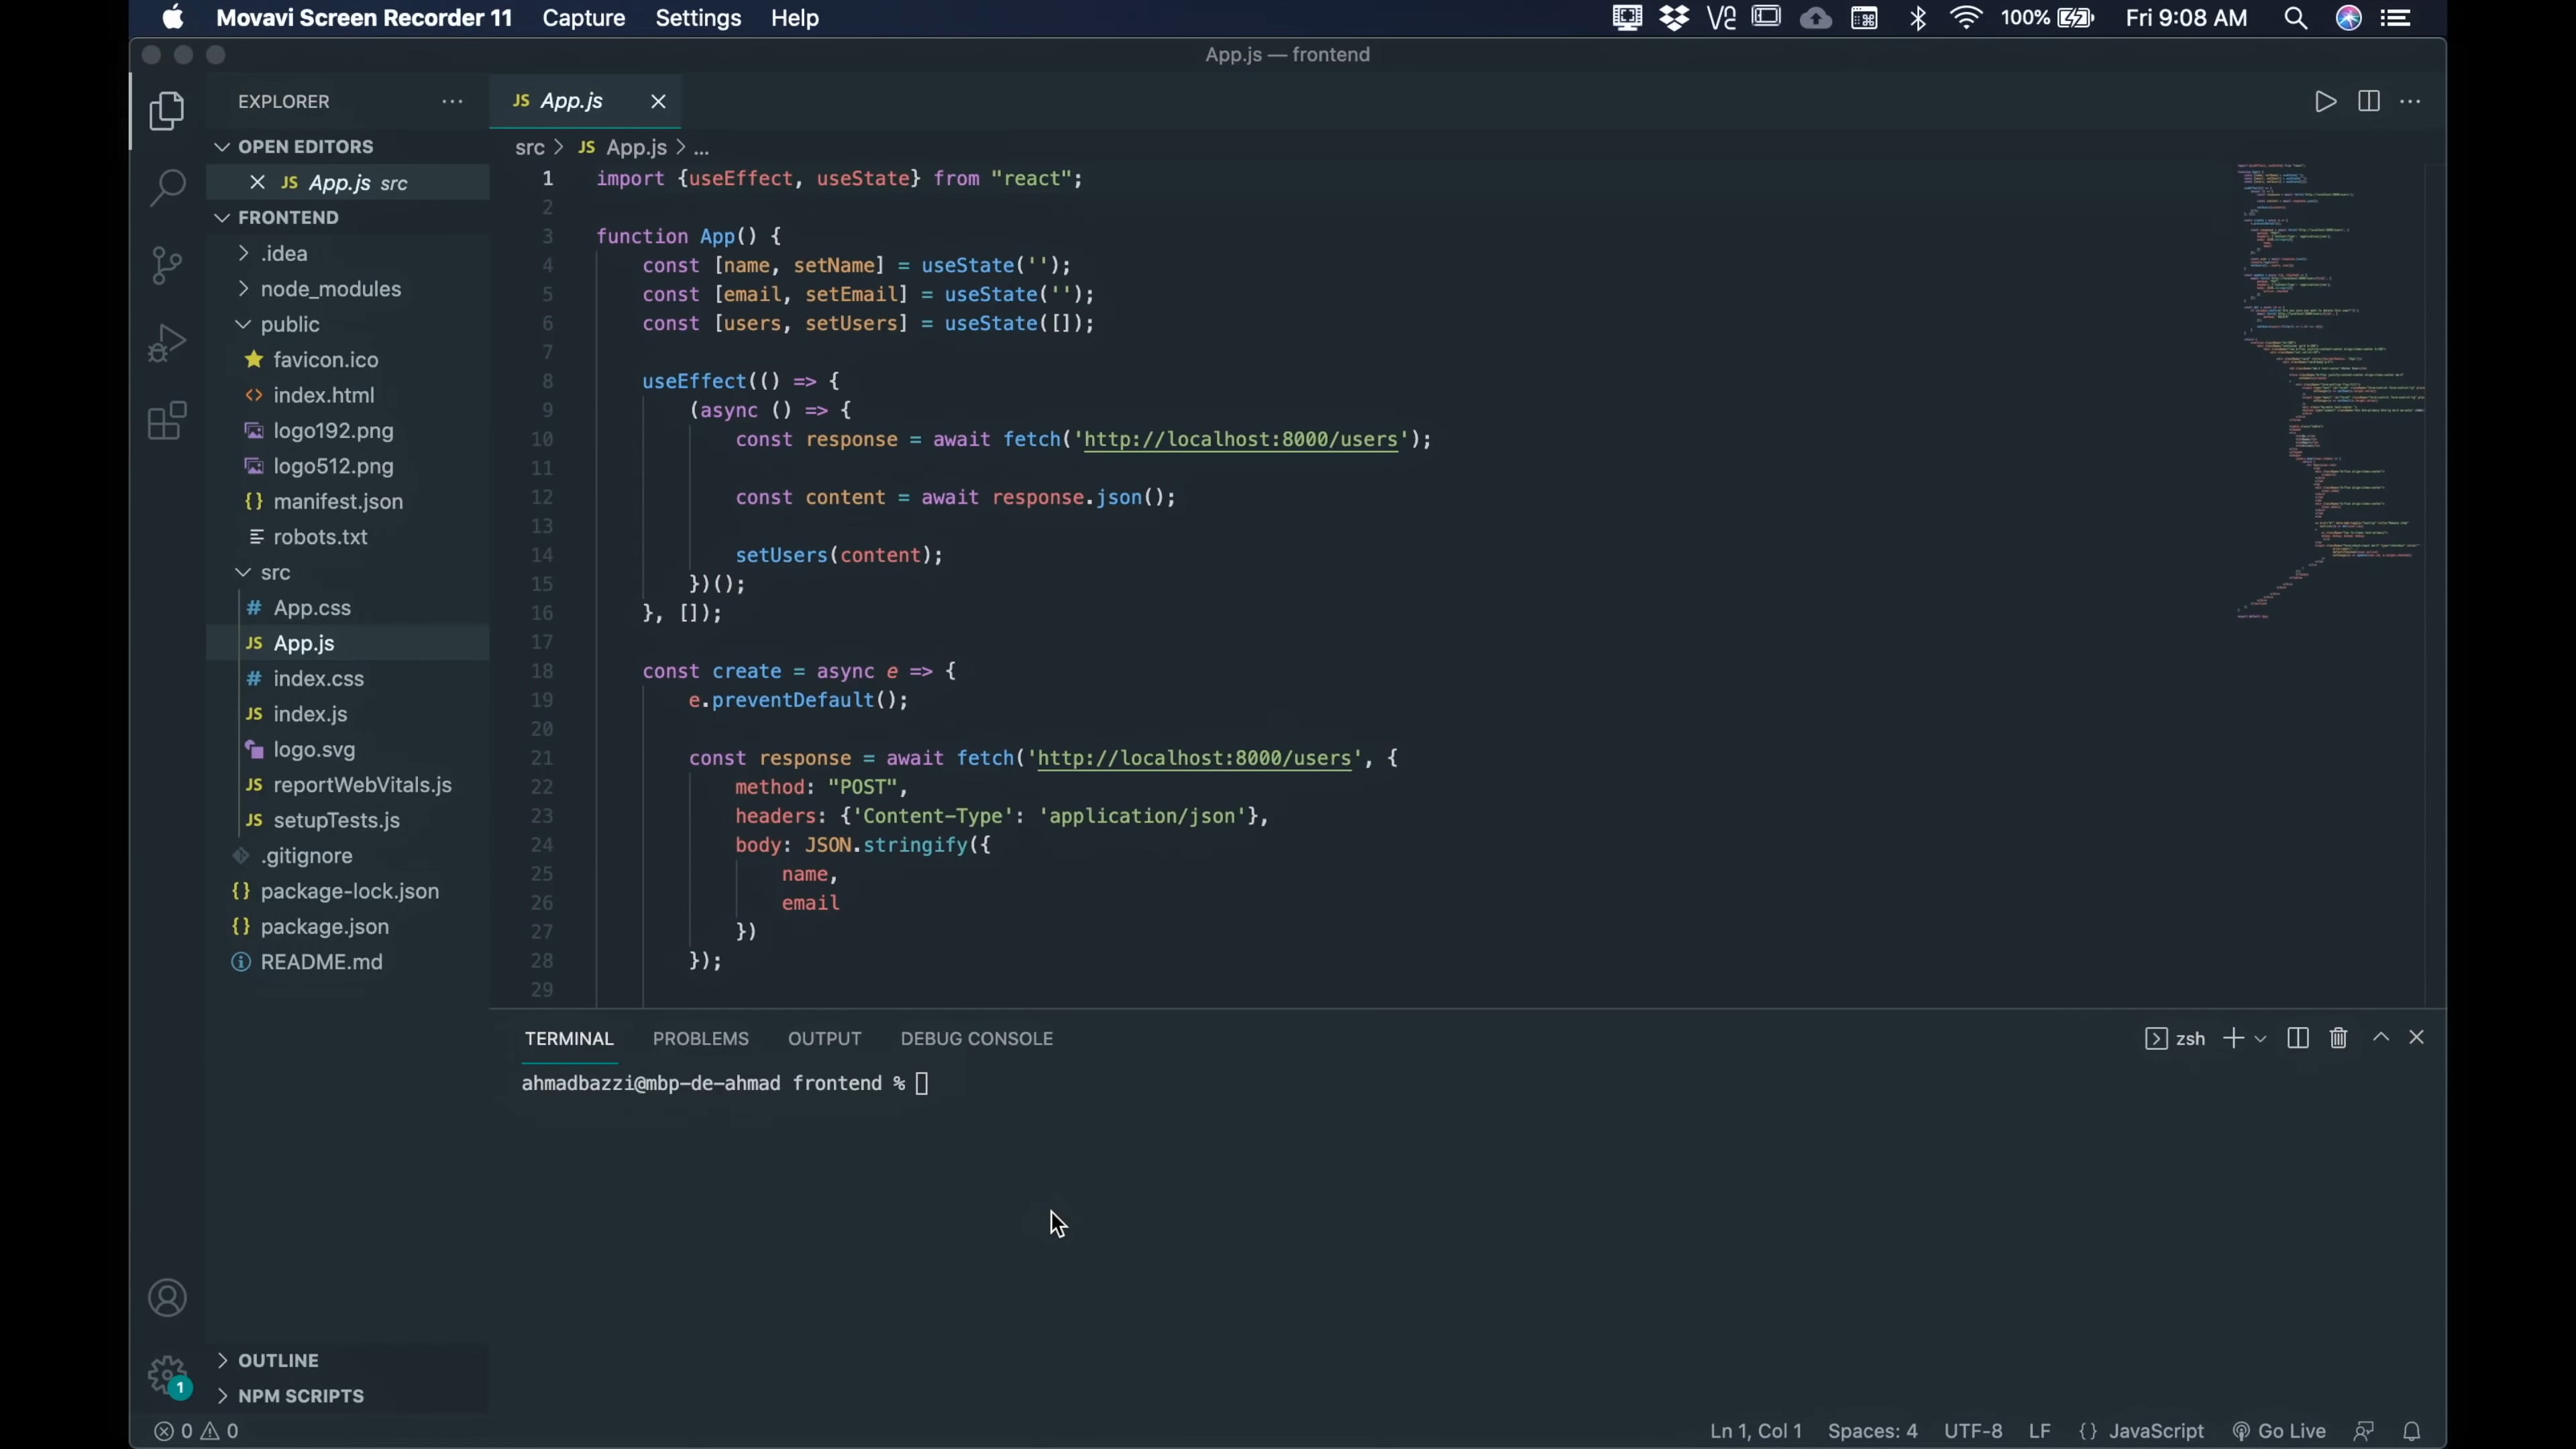 Movavi Screen Recorder 11 Capture Settings Help 100% Fri 9:08 AM
App.js — frontend
EXPLORER ...
OPEN EDITORS
App.js src
FRONTEND
.idea
node_modules
public
favicon.ico
index.html
logo192.png
logo512.png
manifest.json
robots.txt
src
App.css
App.js
index.css
index.js
logo.svg
reportWebVitals.js
setupTests.js
.gitignore
package-lock.json
package.json
README.md
OUTLINE
NPM SCRIPTS
1
JS App.js
src > JS App.js > ...
1 import {useEffect, useState} from "react";
2
3 function App() {
4 const [name, setName] = useState('');
5 const [email, setEmail] = useState('');
6 const [users, setUsers] = useState([]);
7
8 useEffect(() => {
9 (async () => {
10 const response = await fetch('http://localhost:8000/users');
11
12 const content = await response.json();
13
14 setUsers(content);
15 })();
16 }, []);
17
18 const create = async e => {
19 e.preventDefault();
20
21 const response = await fetch('http://localhost:8000/users', {
22 method: "POST",
23 headers: {'Content-Type': 'application/json'},
24 body: JSON.stringify({
25 name,
26 email
27 })
28 });
29
TERMINAL PROBLEMS OUTPUT DEBUG CONSOLE zsh
ahmadbazzi@mbp-de-ahmad frontend %
0 0 Ln 1, Col 1 Spaces: 4 UTF-8 LF {} JavaScript Go Live